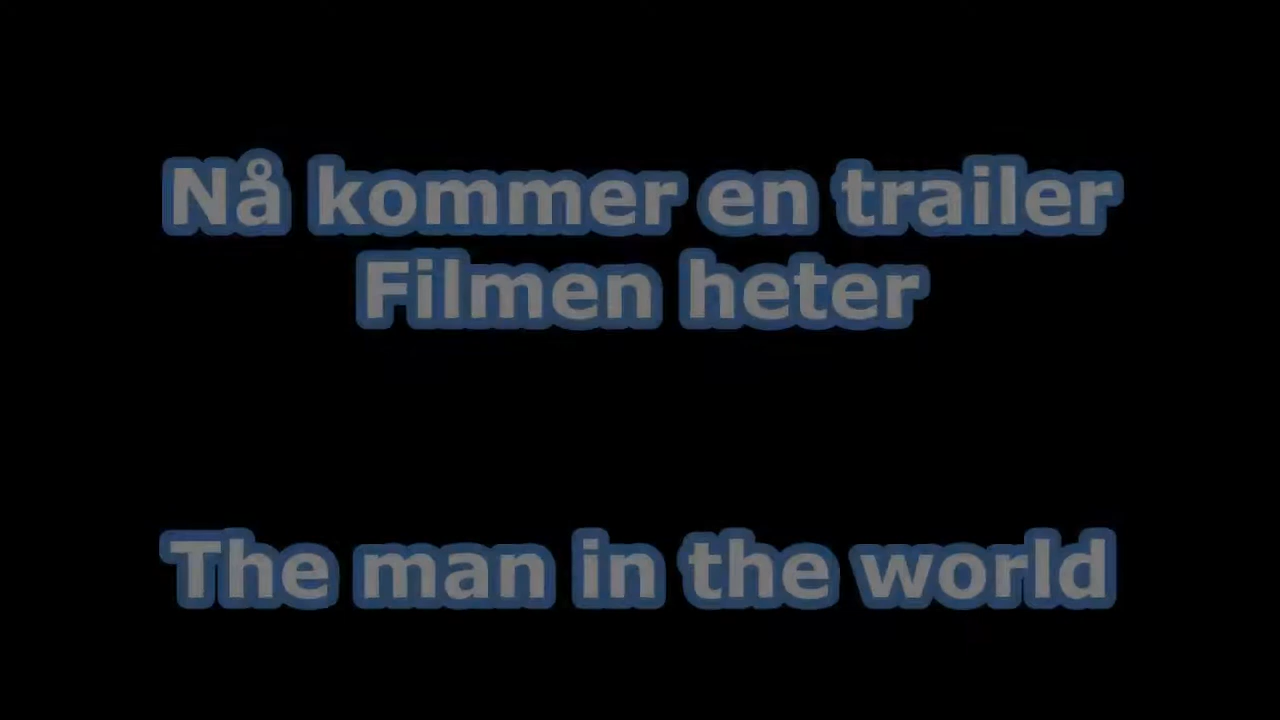 Nå kommer en trailer
Filmen heter
The man in the world